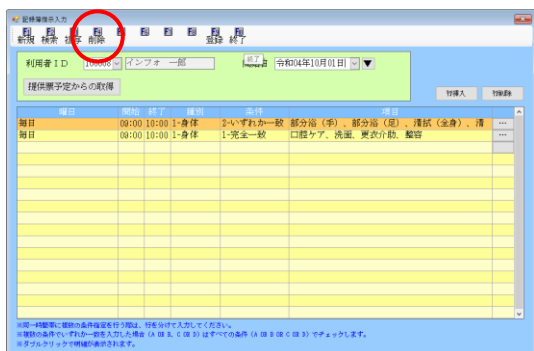 記録簿指示入力
新規 検索 複写 削除 登録 終了
利用者ID 100008 インフォ 一郎 開始日 令和04年10月01日
終了
提供票予定からの取得
行挿入 行削除
曜日 開始 終了 種別 条件 項目
毎日 09:00 10:00 1-身体 2-いずれか一致 部分浴（手）、部分浴（足）、清拭（全身）、清 ...
毎日 09:00 10:00 1-身体 1-完全一致 口腔ケア、洗面、更衣介助、整容 ...
※同一時間帯に複数の条件指定を行う際は、行を分けて入力してください。
※複数の条件でいずれか一致を入力した場合（A OR B、C OR D）はすべての条件（A OR B OR C OR D）でチェックします。
※ダブルクリックで明細が表示されます。